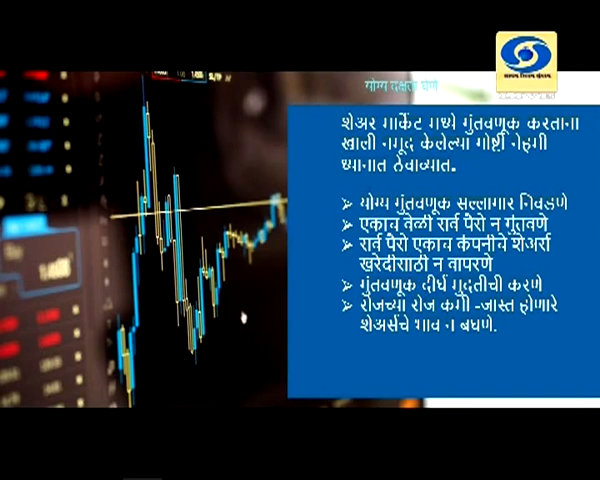 योग्य दक्षता घेणे
शेअर मार्केट मध्ये गुंतवणूक करताना
खाली नमूद केलेल्या गोष्टी नेहमी
ध्यानात ठेवाव्यात.
➢ योग्य गुंतवणूक सल्लागार निवडणे
➢ एकाच वेळी सर्व पैसे न गुंतवणे
➢ सर्व पैसे एकाच कंपनीचे शेअर्स
खरेदीसाठी न वापरणे
➢ गुंतवणूक दीर्घ मुदतीची करणे
➢ रोजच्या रोज कमी -जास्त होणारे
शेअर्सचे भाव न बघणे.